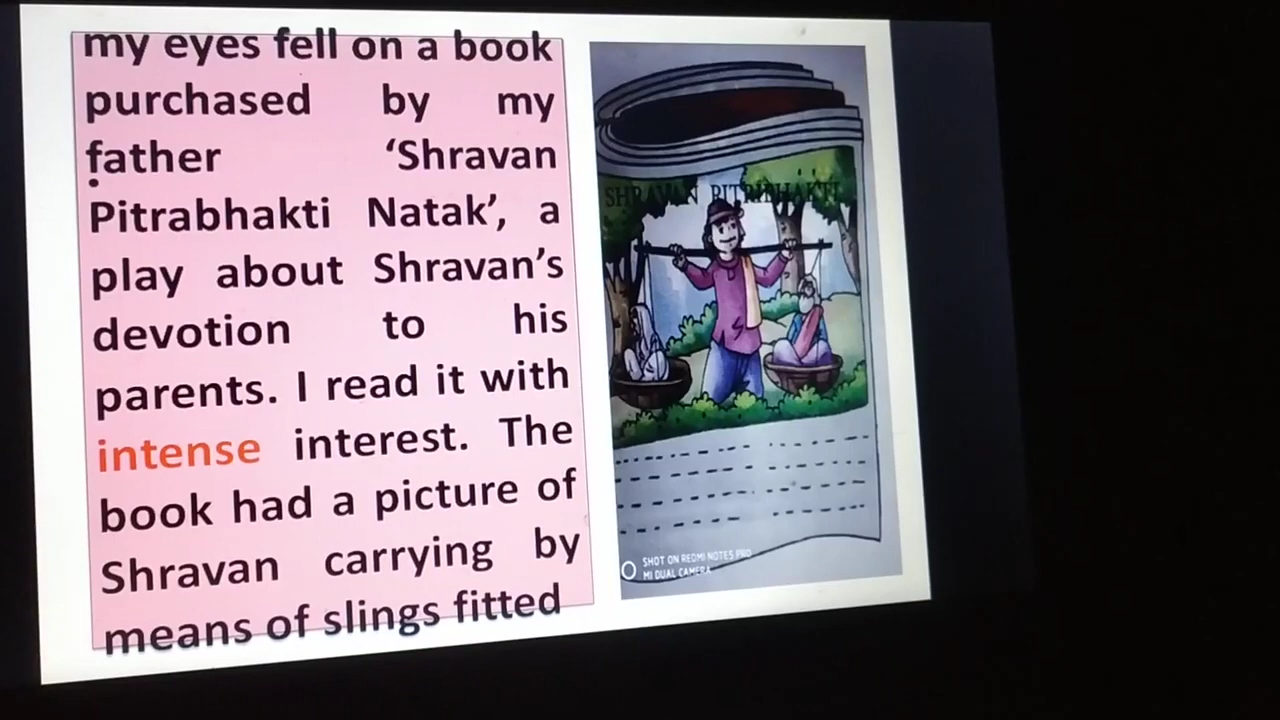 my eyes fell on a book
purchased by my
father ‘Shravan
Pitrabhakti Natak’, a
play about Shravan’s
devotion to his
parents. I read it with
intense interest. The
book had a picture of
Shravan carrying by
means of slings fitted
SHRAVAN PITRIBHAKTI
SHOT ON REDMI NOTE5 PRO
MI DUAL CAMERA